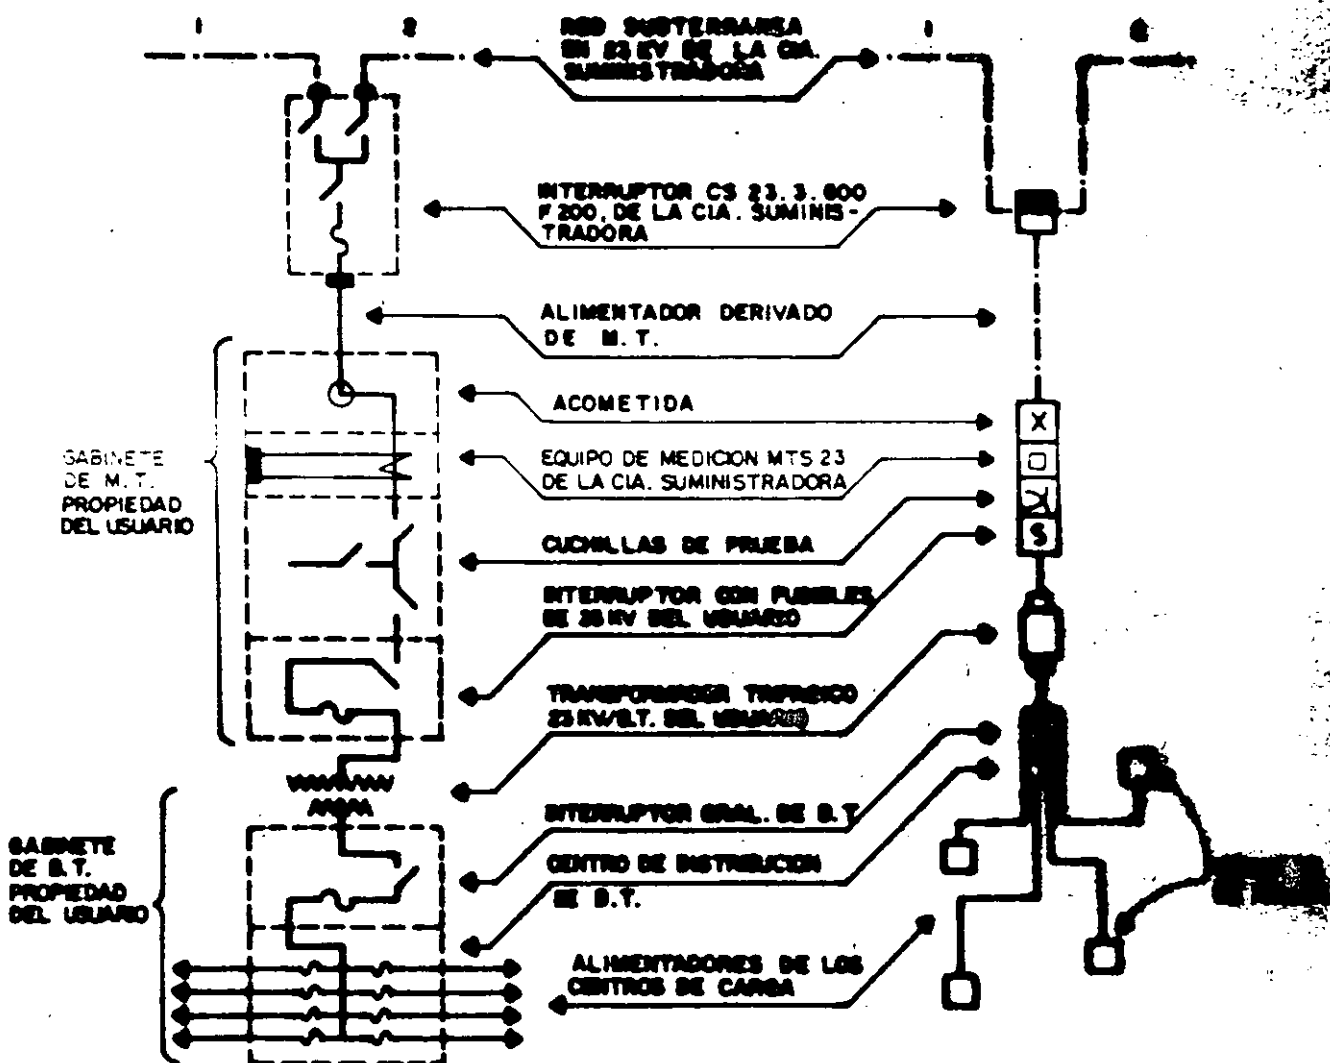 1
2
RED SUBTERRANEA
EN 23 KV DE LA CIA.
SUMINISTRADORA
1
2
INTERRUPTOR CS 23.3.600
F 200, DE LA CIA. SUMINIS-
TRADORA
ALIMENTADOR DERIVADO
DE M.T.
ACOMETIDA
X
GABINETE
DE M.T.
PROPIEDAD
DEL USUARIO
EQUIPO DE MEDICION MTS 23
DE LA CIA. SUMINISTRADORA
CUCHILLAS DE PRUEBA
S
INTERRUPTOR CON FUSIBLES
DE KV DEL USUARIO
TRANSFORMADOR TRIFASICO
23 KV/B.T. DEL USUARIO
INTERRUPTOR GRAL. DE B.T.
GABINETE
DE B.T.
PROPIEDAD
DEL USUARIO
CENTRO DE DISTRIBUCION
DE B.T.
ALIMENTADORES DE LOS
CENTROS DE CARGA